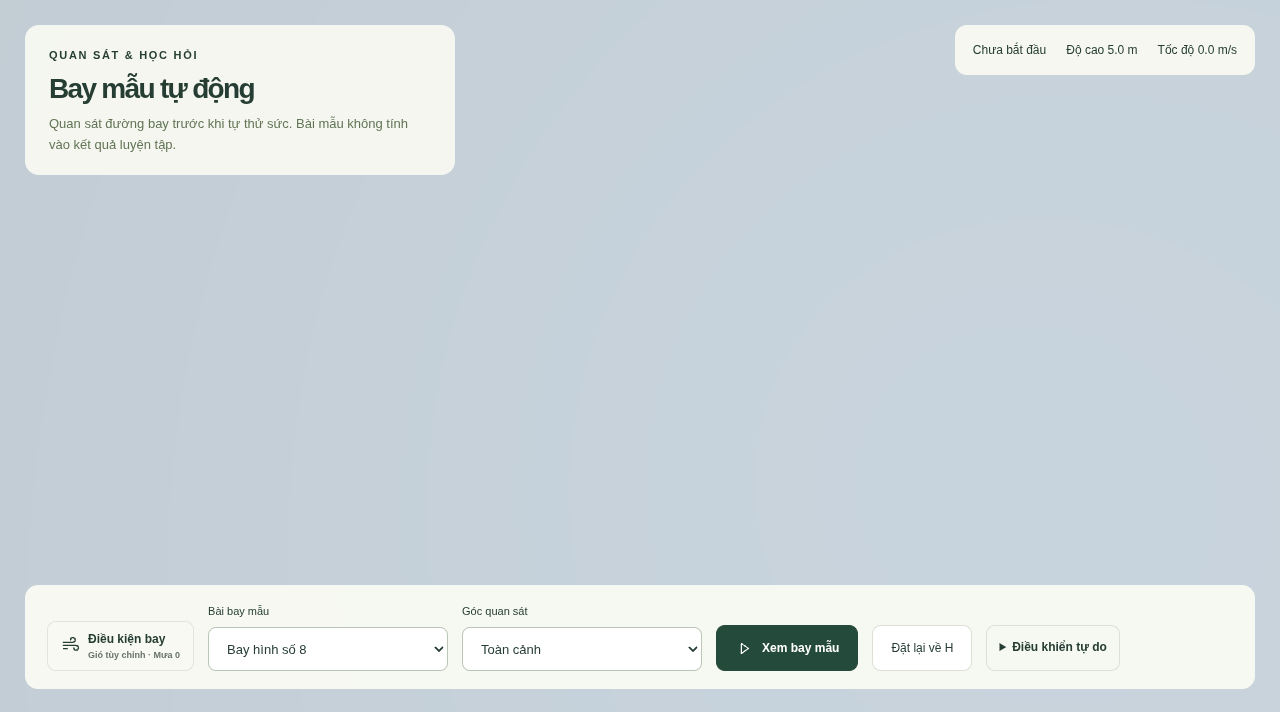 QUAN SÁT & HỌC HỎI
Bay mẫu tự động
Quan sát đường bay trước khi tự thử sức. Bài mẫu không tính
vào kết quả luyện tập.
Chưa bắt đầu Độ cao 5.0 m Tốc độ 0.0 m/s
Bài bay mẫu
Góc quan sát
Điều kiện bay
Gió tùy chỉnh · Mưa 0
Bay hình số 8
Toàn cảnh
Xem bay mẫu
Đặt lại về H
Điều khiển tự do